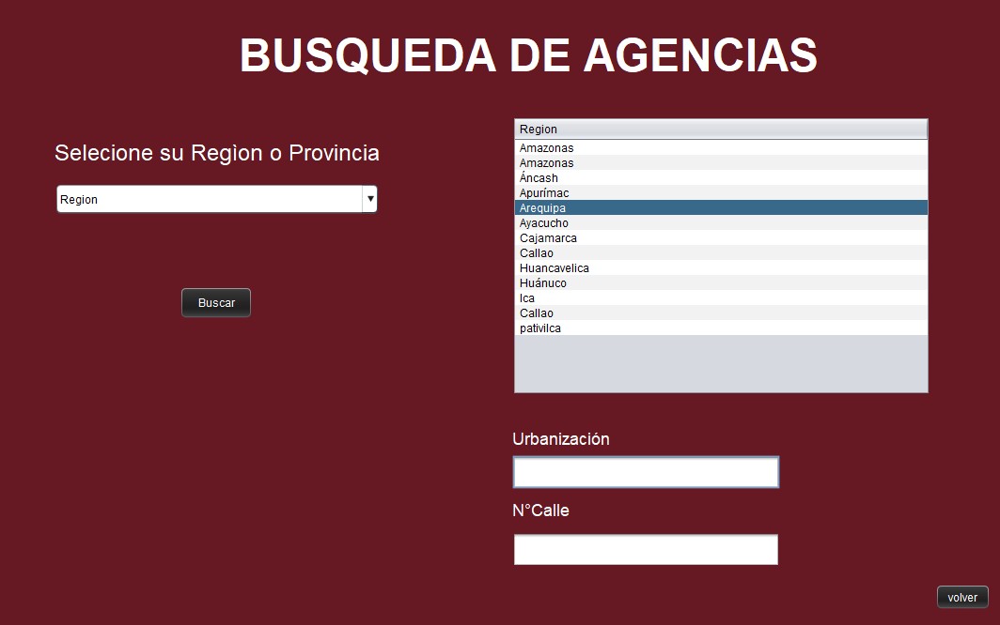 BUSQUEDA DE AGENCIAS
Selecione su Region o Provincia
Region
Buscar
Region
Amazonas
Amazonas
Áncash
Apurímac
Arequipa
Ayacucho
Cajamarca
Callao
Huancavelica
Huánuco
Ica
Callao
pativilca
Urbanización
N°Calle
volver